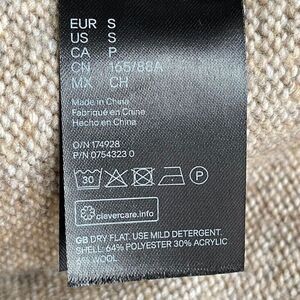 EUR S
US S
CA P
CN 165/88A
MX CH
Made in China
Fabriqué en Chine
Hecho en China
O/N 174928
P/N 0754323 0
30 P
clevercare.info
GB DRY FLAT. USE MILD DETERGENT.
SHELL: 64% POLYESTER 30% ACRYLIC
6% WOOL